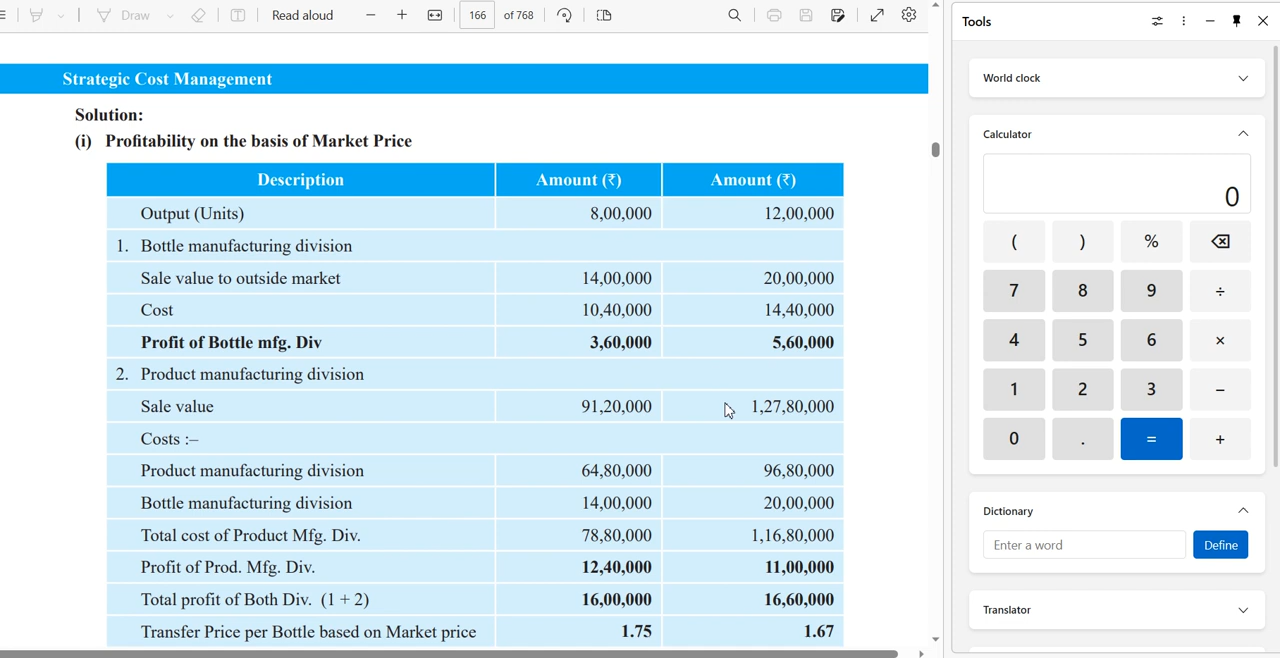 Draw
Read aloud
166 of 768
Tools
World clock
Calculator
0
( ) %
7 8 9 ÷
4 5 6 ×
1 2 3 −
0 . = +
Dictionary
Enter a word Define
Translator
Strategic Cost Management
Solution:
(i) Profitability on the basis of Market Price
Description Amount (₹) Amount (₹)
Output (Units) 8,00,000 12,00,000
1. Bottle manufacturing division
Sale value to outside market 14,00,000 20,00,000
Cost 10,40,000 14,40,000
Profit of Bottle mfg. Div 3,60,000 5,60,000
2. Product manufacturing division
Sale value 91,20,000 1,27,80,000
Costs :–
Product manufacturing division 64,80,000 96,80,000
Bottle manufacturing division 14,00,000 20,00,000
Total cost of Product Mfg. Div. 78,80,000 1,16,80,000
Profit of Prod. Mfg. Div. 12,40,000 11,00,000
Total profit of Both Div. (1 + 2) 16,00,000 16,60,000
Transfer Price per Bottle based on Market price 1.75 1.67